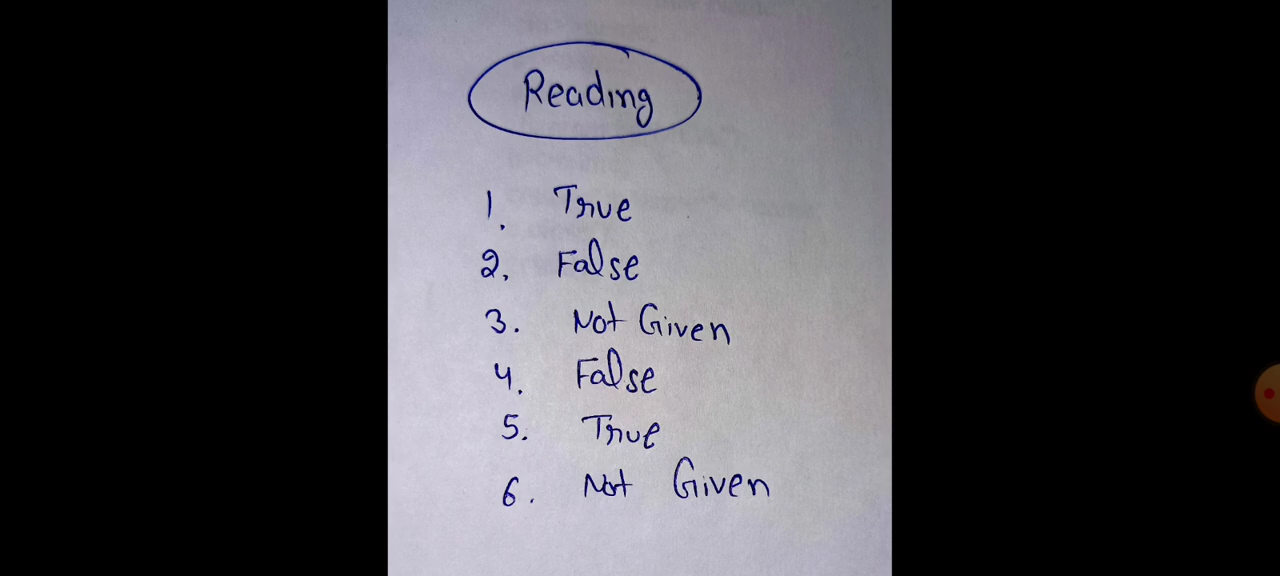 Reading
1. True
2. False
3. Not Given
4. False
5. True
6. Not Given